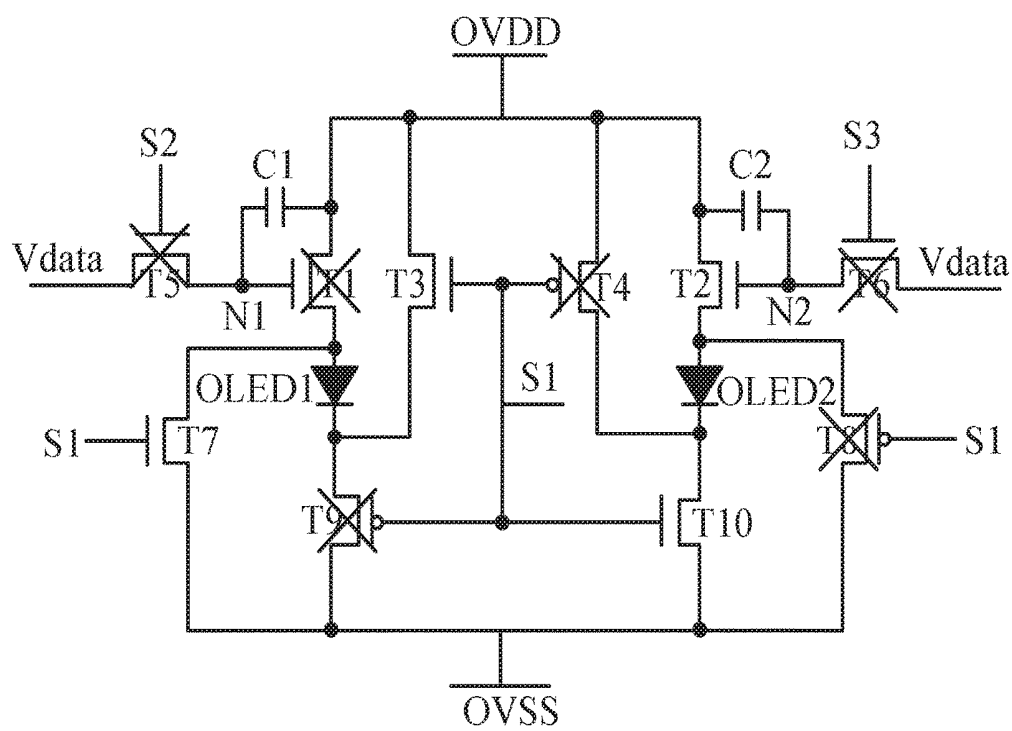 OVDD
S2
C1
C2
S3
Vdata
T5
N1
T1
T3
T4
T2
N2
T6
Vdata
OLED1
S1
OLED2
S1
T7
T8
S1
T9
T10
OVSS